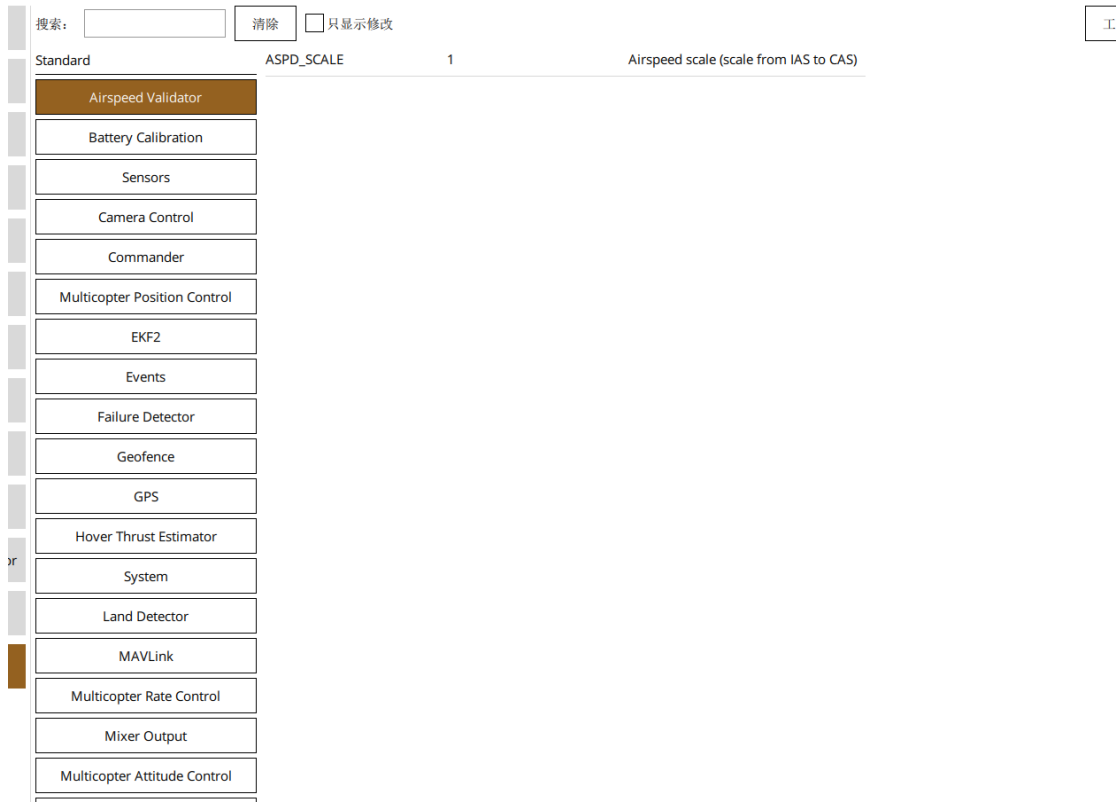 搜索： 清除 只显示修改 工
Standard ASPD_SCALE 1 Airspeed scale (scale from IAS to CAS)
Airspeed Validator
Battery Calibration
Sensors
Camera Control
Commander
Multicopter Position Control
EKF2
Events
Failure Detector
Geofence
GPS
Hover Thrust Estimator
or
System
Land Detector
MAVLink
Multicopter Rate Control
Mixer Output
Multicopter Attitude Control